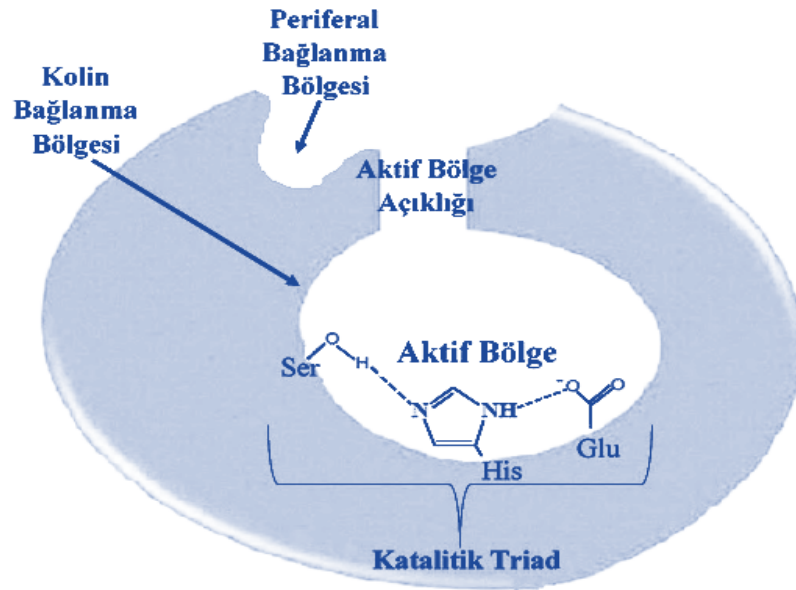 Periferal
Bağlanma
Bölgesi
Kolin
Bağlanma
Bölgesi
Aktif Bölge
Açıklığı
Aktif Bölge
Ser
O
H
N
NH
-O
O
His
Glu
Katalitik Triad